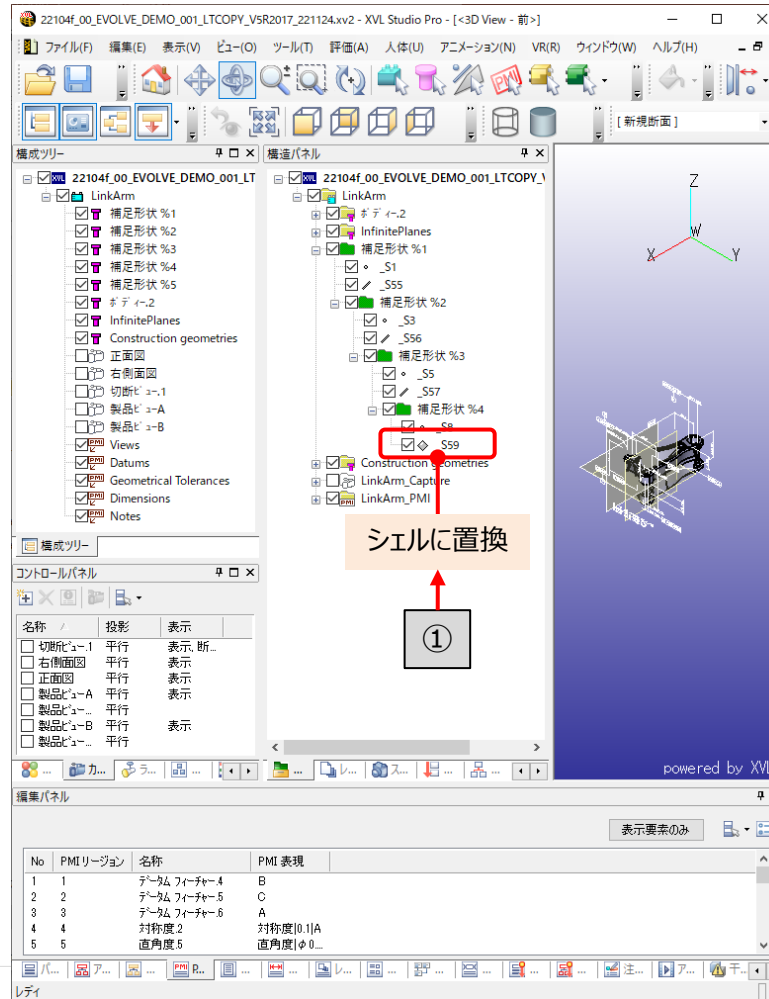 22104f_00_EVOLVE_DEMO_001_LTCOPY_V5R2017_221124.xv2 - XVL Studio Pro - [<3D View - 前>]
ファイル(F) 編集(E) 表示(V) ビュー(O) ツール(T) 評価(A) 人体(U) アニメーション(N) VR(R) ウィンドウ(W) ヘルプ(H)
[ 新規断面 ]
構成ツリー
22104f_00_EVOLVE_DEMO_001_LT
LinkArm
補足形状 %1
補足形状 %2
補足形状 %3
補足形状 %4
補足形状 %5
ボディー.2
InfinitePlanes
Construction geometries
正面図
右側面図
切断ビュー.1
製品ビューA
製品ビューB
Views
Datums
Geometrical Tolerances
Dimensions
Notes
構成ツリー
構造パネル
22104f_00_EVOLVE_DEMO_001_LTCOPY_V
LinkArm
ボディー.2
InfinitePlanes
補足形状 %1
_S1
_S55
補足形状 %2
_S3
_S56
補足形状 %3
_S5
_S57
補足形状 %4
_S8
_S59
Construction geometries
LinkArm_Capture
LinkArm_PMI
シェルに置換
①
Z
W
X
Y
powered by XVL
コントロールパネル
名称 投影 表示
切断ビュー.1 平行 表示, 断...
右側面図 平行 表示
正面図 平行 表示
製品ビューA 平行 表示
製品ビュー... 平行
製品ビューB 平行 表示
製品ビュー... 平行
... カ... ラ... ...
... レ... ス... ... ...
編集パネル
表示要素のみ
No PMIリージョン 名称 PMI 表現
1 1 データム フィーチャー.4 B
2 2 データム フィーチャー.5 C
3 3 データム フィーチャー.6 A
4 4 対称度.2 対称度|0.1|A
5 5 直角度.5 直角度|φ0...
パ... ア... ... P... ... ... レ... ... ... ... ... ... 注... ア... 干...
レディ